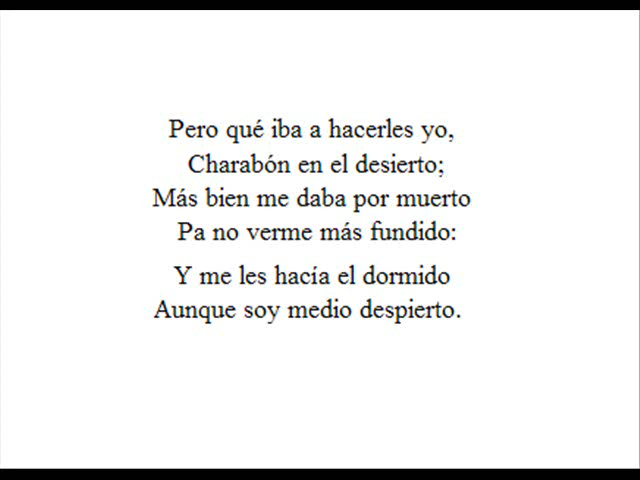 Pero qué iba a hacerles yo,
Charabón en el desierto;
Más bien me daba por muerto
Pa no verme más fundido:
Y me les hacía el dormido
Aunque soy medio despierto.